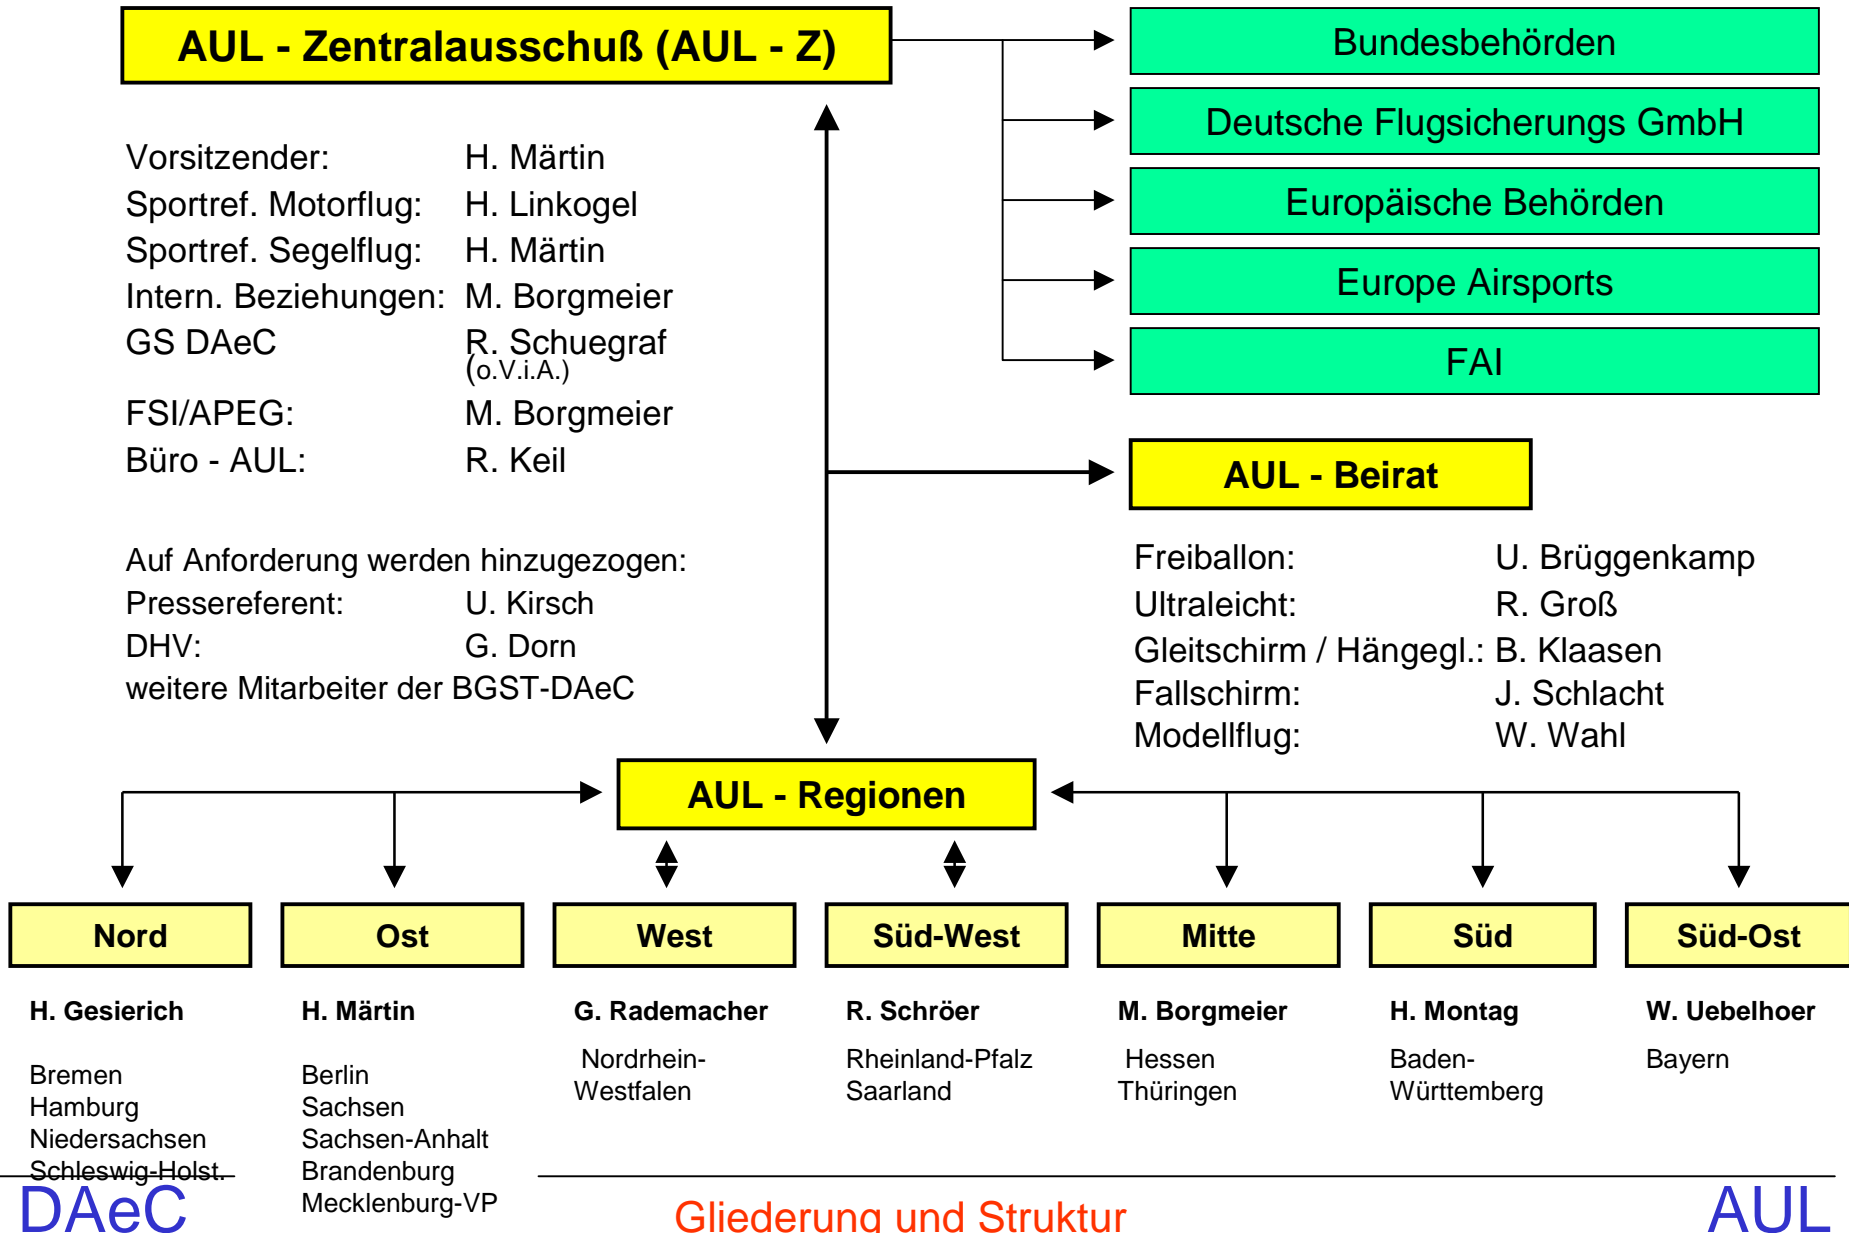 AUL - Zentralausschuß (AUL - Z)
Vorsitzender: H. Märtin
Sportref. Motorflug: H. Linkogel
Sportref. Segelflug: H. Märtin
Intern. Beziehungen: M. Borgmeier
GS DAeC R. Schuegraf
(o.V.i.A.)
FSI/APEG: M. Borgmeier
Büro - AUL: R. Keil
Auf Anforderung werden hinzugezogen:
Pressereferent: U. Kirsch
DHV: G. Dorn
weitere Mitarbeiter der BGST-DAeC
Bundesbehörden
Deutsche Flugsicherungs GmbH
Europäische Behörden
Europe Airsports
FAI
AUL - Beirat
Freiballon: U. Brüggenkamp
Ultraleicht: R. Groß
Gleitschirm / Hängegl.: B. Klaasen
Fallschirm: J. Schlacht
Modellflug: W. Wahl
AUL - Regionen
Nord
H. Gesierich
Bremen
Hamburg
Niedersachsen
Schleswig-Holst.
Ost
H. Märtin
Berlin
Sachsen
Sachsen-Anhalt
Brandenburg
Mecklenburg-VP
West
G. Rademacher
Nordrhein-
Westfalen
Süd-West
R. Schröer
Rheinland-Pfalz
Saarland
Mitte
M. Borgmeier
Hessen
Thüringen
Süd
H. Montag
Baden-
Württemberg
Süd-Ost
W. Uebelhoer
Bayern
DAeC
Gliederung und Struktur
AUL